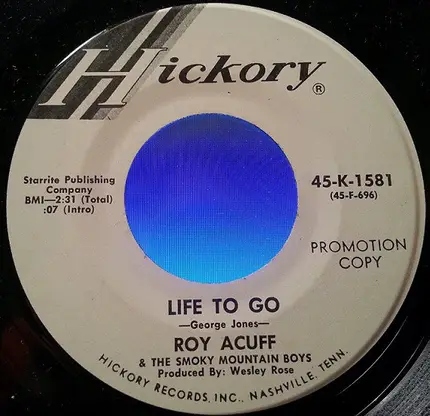 Hickory®
Starrite Publishing
Company
BMI—2:31 (Total)
:07 (Intro)
45-K-1581
(45-F-696)
PROMOTION
COPY
LIFE TO GO
—George Jones—
ROY ACUFF
& THE SMOKY MOUNTAIN BOYS
Produced By: Wesley Rose
HICKORY RECORDS, INC., NASHVILLE, TENN.